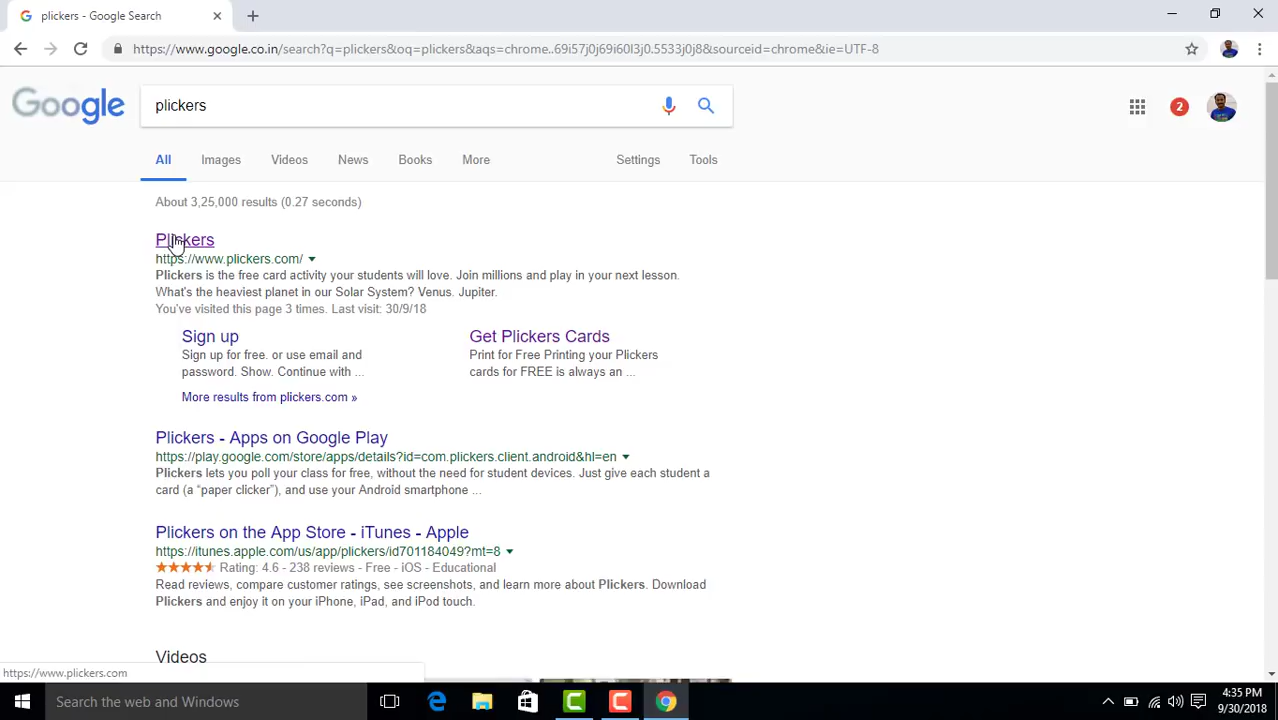 plickers - Google Search
https://www.google.co.in/search?q=plickers&oq=plickers&aqs=chrome..69i57j0j69i60l3j0.5533j0j8&sourceid=chrome&ie=UTF-8
Google
plickers
2
All Images Videos News Books More Settings Tools
About 3,25,000 results (0.27 seconds)
Plickers
https://www.plickers.com/
Plickers is the free card activity your students will love. Join millions and play in your next lesson.
What's the heaviest planet in our Solar System? Venus. Jupiter.
You've visited this page 3 times. Last visit: 30/9/18
Sign up
Sign up for free. or use email and
password. Show. Continue with ...
Get Plickers Cards
Print for Free Printing your Plickers
cards for FREE is always an ...
More results from plickers.com »
Plickers - Apps on Google Play
https://play.google.com/store/apps/details?id=com.plickers.client.android&hl=en
Plickers lets you poll your class for free, without the need for student devices. Just give each student a
card (a “paper clicker”), and use your Android smartphone ...
Plickers on the App Store - iTunes - Apple
https://itunes.apple.com/us/app/plickers/id701184049?mt=8
Rating: 4.6 - 238 reviews - Free - iOS - Educational
Read reviews, compare customer ratings, see screenshots, and learn more about Plickers. Download
Plickers and enjoy it on your iPhone, iPad, and iPod touch.
Videos
https://www.plickers.com
Search the web and Windows
4:35 PM
9/30/2018